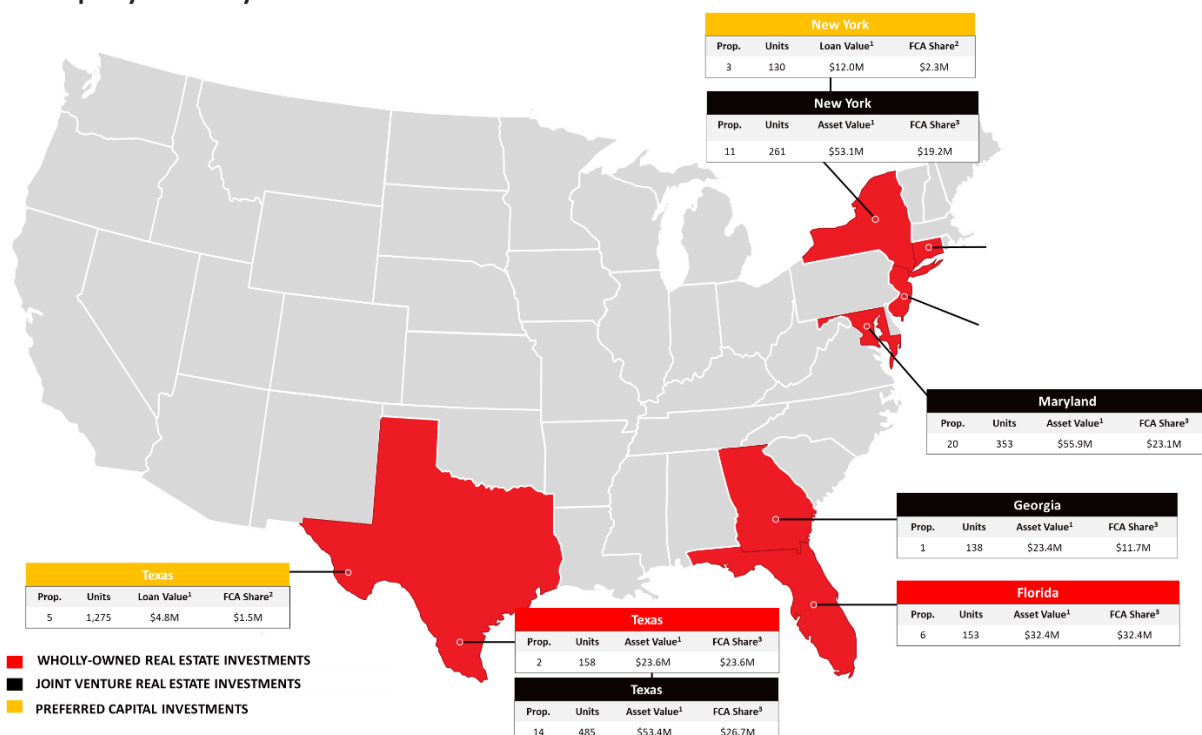 New York
Prop. Units Loan Value¹ FCA Share²
3 130 $12.0M $2.3M
New York
Prop. Units Asset Value¹ FCA Share³
11 261 $53.1M $19.2M
Maryland
Prop. Units Asset Value¹ FCA Share³
20 353 $55.9M $23.1M
Georgia
Prop. Units Asset Value¹ FCA Share³
1 138 $23.4M $11.7M
Florida
Prop. Units Asset Value¹ FCA Share³
6 153 $32.4M $32.4M
Texas
Prop. Units Loan Value¹ FCA Share²
5 1,275 $4.8M $1.5M
Texas
Prop. Units Asset Value¹ FCA Share³
2 158 $23.6M $23.6M
Texas
Prop. Units Asset Value¹ FCA Share³
14 485 $53.4M $26.7M
WHOLLY-OWNED REAL ESTATE INVESTMENTS
JOINT VENTURE REAL ESTATE INVESTMENTS
PREFERRED CAPITAL INVESTMENTS